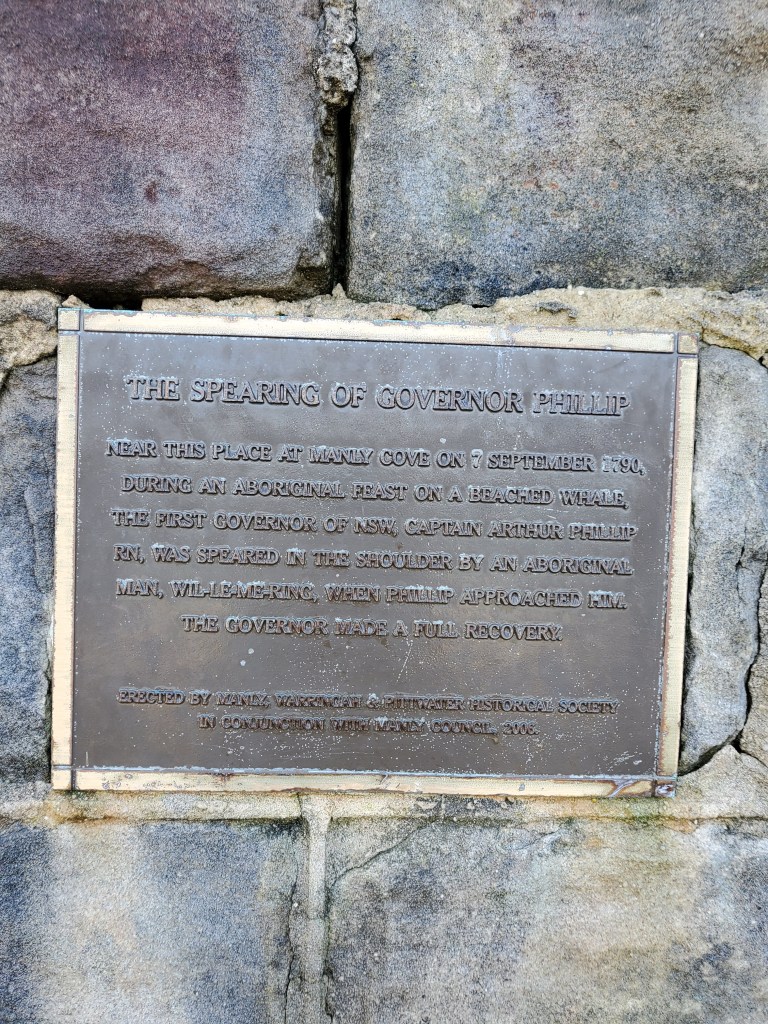 THE SPEARING OF GOVERNOR PHILLIP
NEAR THIS PLACE AT MANLY COVE ON 7 SEPTEMBER 1790,
DURING AN ABORIGINAL FEAST ON A BEACHED WHALE,
THE FIRST GOVERNOR OF NSW, CAPTAIN ARTHUR PHILLIP
RN, WAS SPEARED IN THE SHOULDER BY AN ABORIGINAL
MAN, WIL-LE-ME-RING, WHEN PHILLIP APPROACHED HIM.
THE GOVERNOR MADE A FULL RECOVERY.
ERECTED BY MANLY, WARRINGAH & PITTWATER HISTORICAL SOCIETY
IN CONJUNCTION WITH MANLY COUNCIL, 2008.